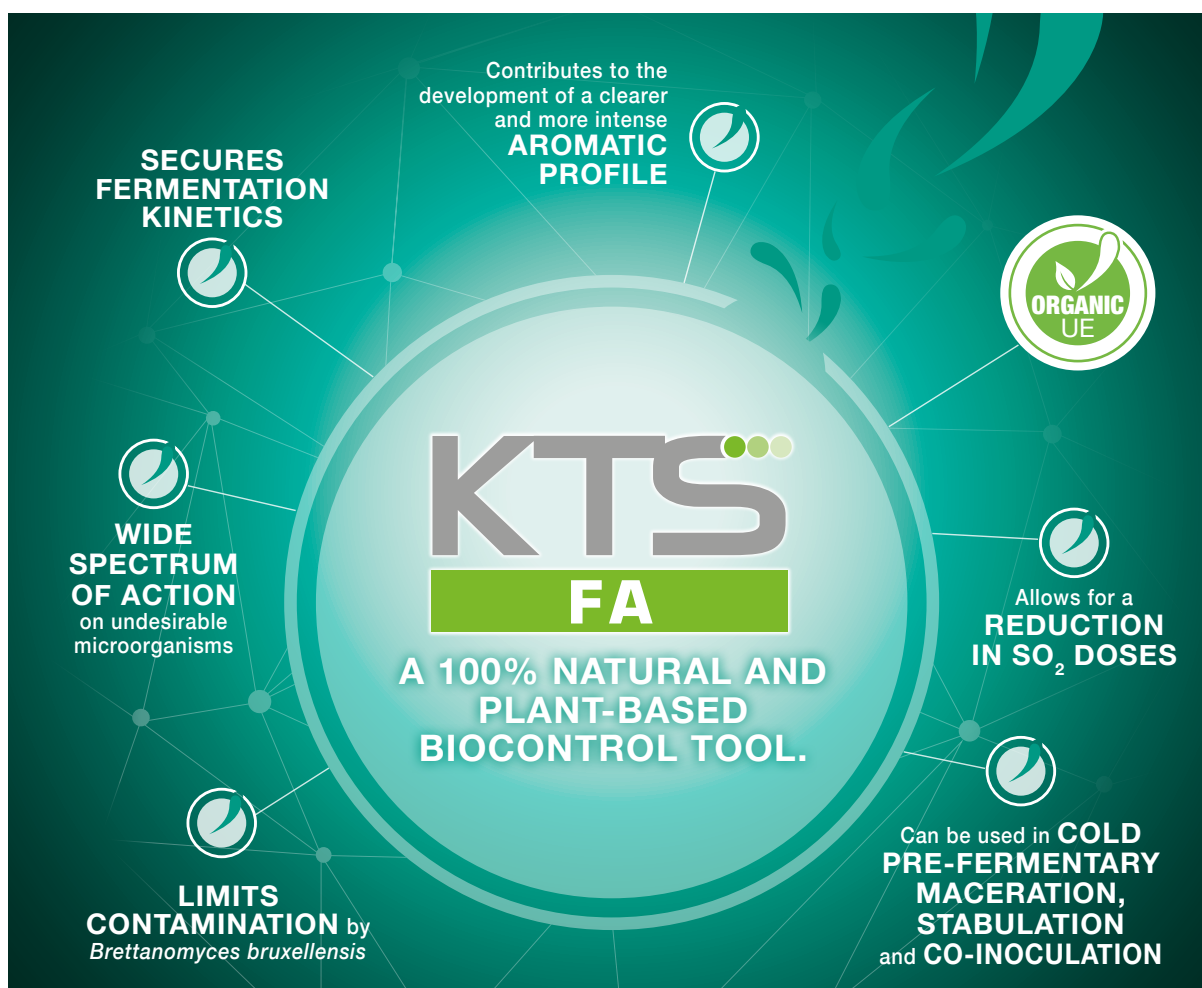 Contributes to the
development of a clearer
and more intense
AROMATIC
PROFILE
SECURES
FERMENTATION
KINETICS
ORGANIC
UE
KTS
FA
A 100% NATURAL AND
PLANT-BASED
BIOCONTROL TOOL.
WIDE
SPECTRUM
OF ACTION
on undesirable
microorganisms
Allows for a
REDUCTION
IN SO₂ DOSES
LIMITS
CONTAMINATION by
Brettanomyces bruxellensis
Can be used in COLD
PRE-FERMENTARY
MACERATION,
STABULATION
and CO-INOCULATION